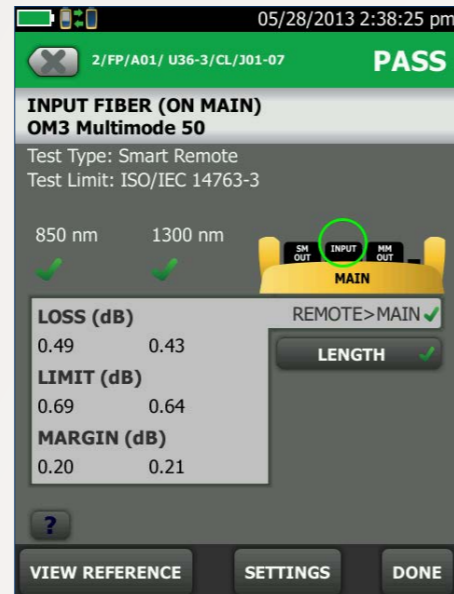 05/28/2013 2:38:25 pm
2/FP/A01/ U36-3/CL/J01-07
PASS
INPUT FIBER (ON MAIN)
OM3 Multimode 50
Test Type: Smart Remote
Test Limit: ISO/IEC 14763-3
850 nm 1300 nm
SM OUT INPUT MM OUT
MAIN
REMOTE>MAIN
LENGTH
LOSS (dB)
0.49 0.43
LIMIT (dB)
0.69 0.64
MARGIN (dB)
0.20 0.21
?
VIEW REFERENCE SETTINGS DONE